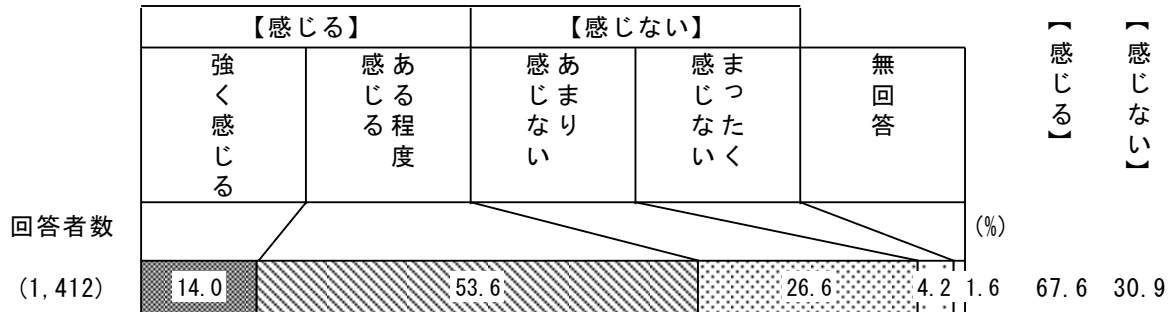 【感じる】
【感じない】
強く感じる
ある程度
感じる
あまり
感じない
まったく
感じない
無回答
【感じる】
【感じない】
回答者数
(%)
(1,412)
14.0
53.6
26.6
4.2
1.6
67.6
30.9